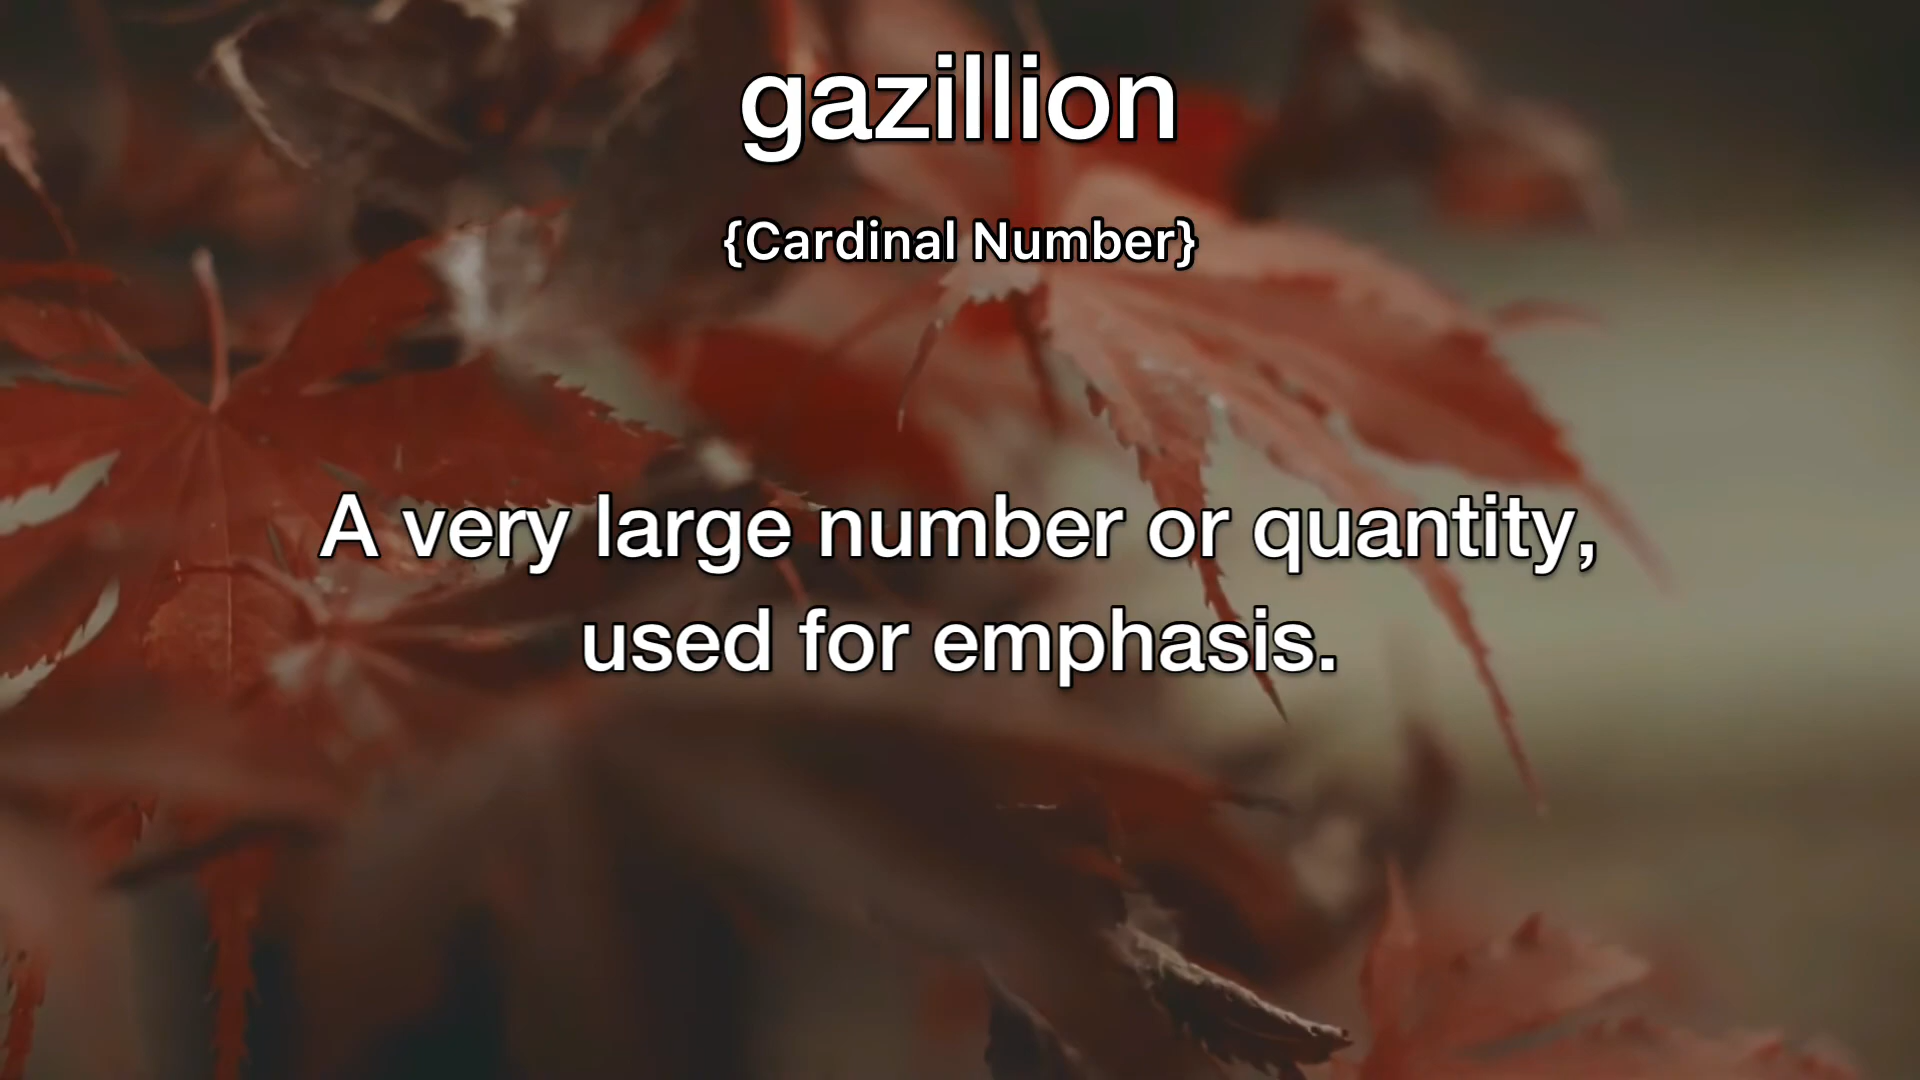 gazillion
{Cardinal Number}
A very large number or quantity,
used for emphasis.